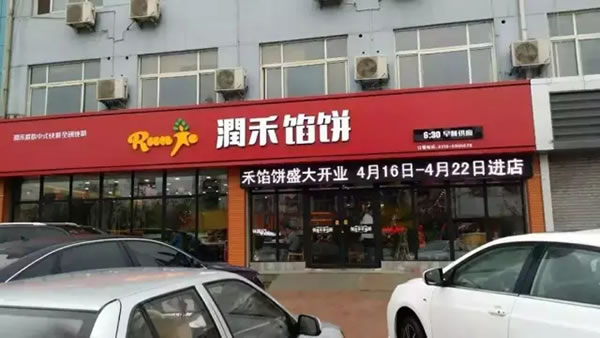 Run he
潤禾馅饼
6:30 早餐供应
禾馅饼盛大开业 4月16日-4月22日进店